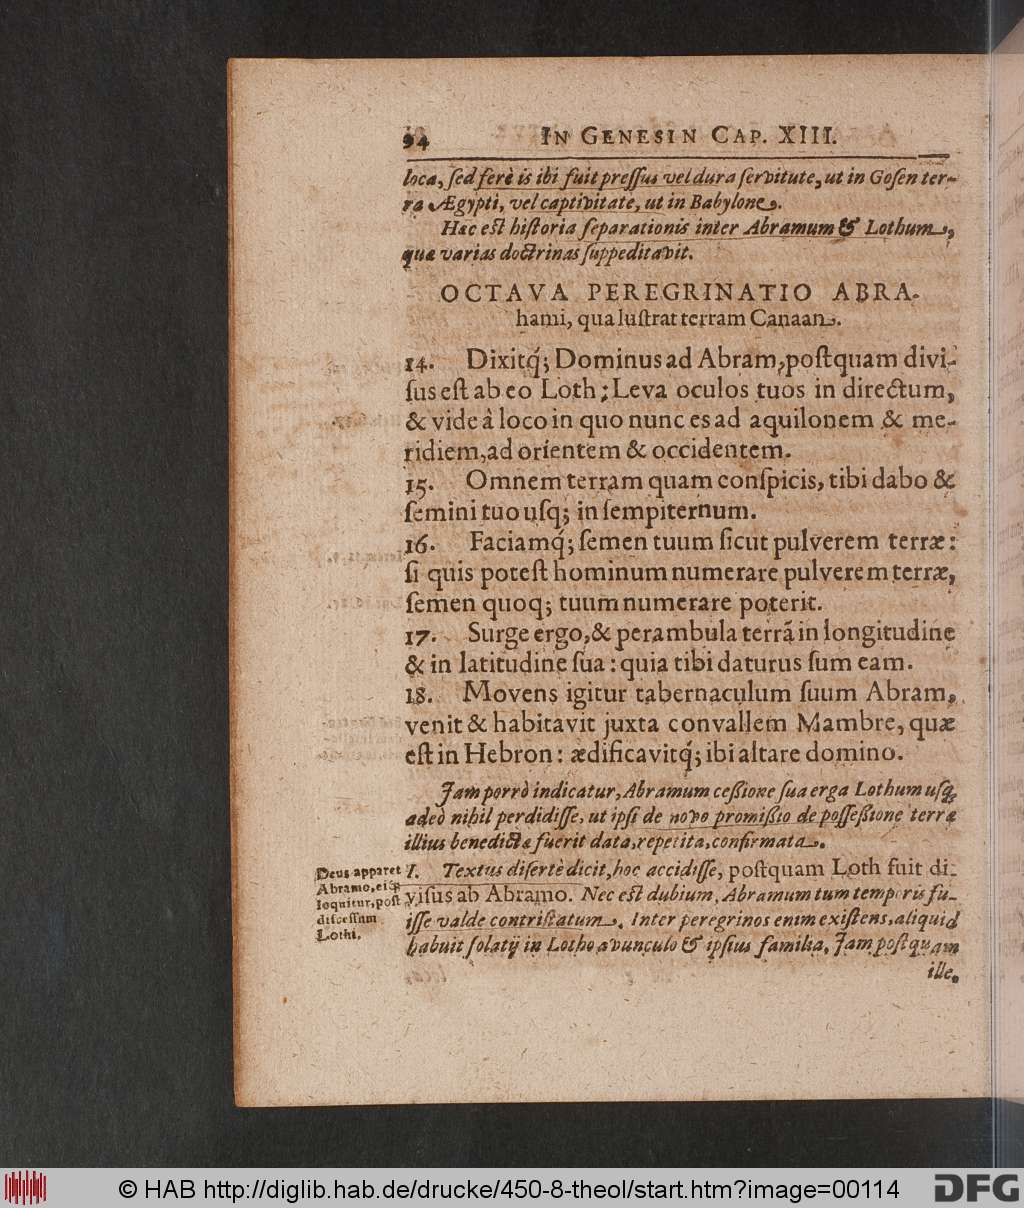 94 IN GENESIN CAP. XIII.
loca, ſed ferè is ibi fuit preſſus vel dura ſervitute, ut in Goſen ter-
ra Ægypti, vel captivitate, ut in Babylone.
Hæc eſt hiſtoria ſeparationis inter Abramum & Lothum,
quæ varias doctrinas ſuppeditavit.
OCTAVA PEREGRINATIO ABRA-
hami, qua luſtrat terram Canaan.
14. Dixitq́; Dominus ad Abram, poſtquam divi-
ſus eſt ab eo Loth; Leva oculos tuos in directum,
& vide â loco in quo nunc es ad aquilonem & me-
ridiem, ad orientem & occidentem.
15. Omnem terram quam conſpicis, tibi dabo &
ſemini tuo uſq; in ſempiternum.
16. Faciamq́; ſemen tuum ſicut pulverem terræ:
ſi quis poteſt hominum numerare pulverem terræ,
ſemen quoq; tuum numerare poterit.
17. Surge ergo, & perambula terrã in longitudine
& in latitudine ſua: quia tibi daturus ſum eam.
18. Movens igitur tabernaculum ſuum Abram,
venit & habitavit juxta convallem Mambre, quæ
eſt in Hebron: ædificavitq́; ibi altare domino.
Jam porrò indicatur, Abramum ceßione ſua erga Lothum uſq;
adeò nihil perdidiſſe, ut ipſi de novo promißio de poſſeßione terræ
illius benedictæ fuerit data, repetita, confirmata.
I. Textus diſertè dicit, hoc accidiſſe, poſtquam Loth fuit di-
viſus ab Abramo. Nec eſt dubium, Abramum tum temporis fu-
iſſe valde contriſtatum. Inter peregrinos enim exiſtens, aliquid
habuit ſolatij in Lotho avunculo & ipſius familia. Jam poſtquam
ille,
Deus apparet
Abramo, eiq́;
loquitur, poſt
diſceſſum
Lothi.
© HAB http://diglib.hab.de/drucke/450-8-theol/start.htm?image=00114
DFG